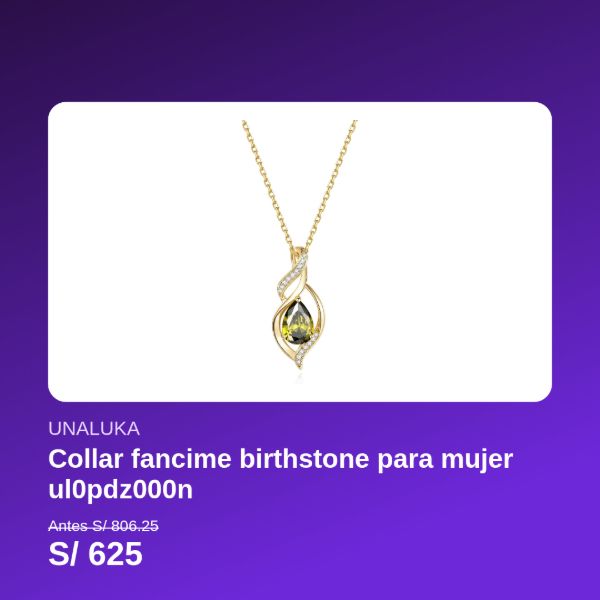 UNALUKA
Collar fancime birthstone para mujer
ul0pdz000n
Antes S/ 806.25
S/ 625